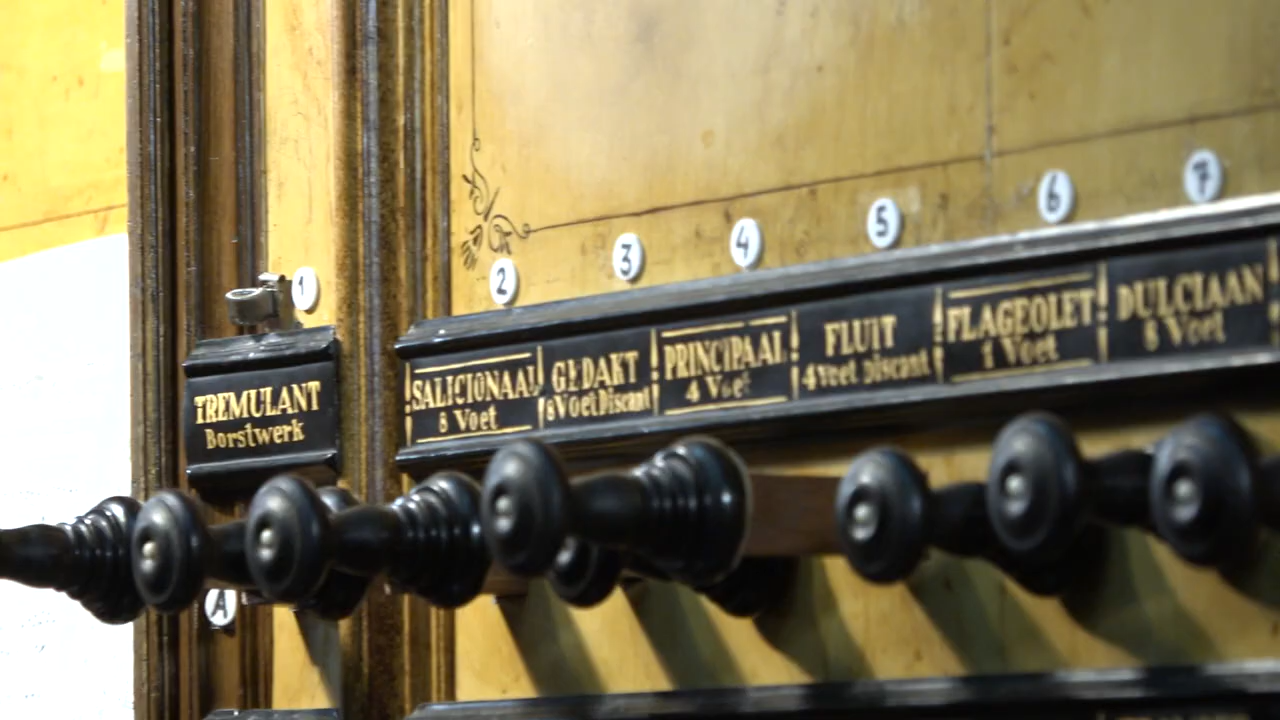 1
2
3
4
5
6
7
TREMULANT
Borstwerk
SALICIONAAL
8 Voet
GEDAKT
8 Voet Discant
PRINCIPAAL
4 Voet
FLUIT
4 Voet Discant
FLAGEOLET
1 Voet
DULCIAAN
8 Voet
A